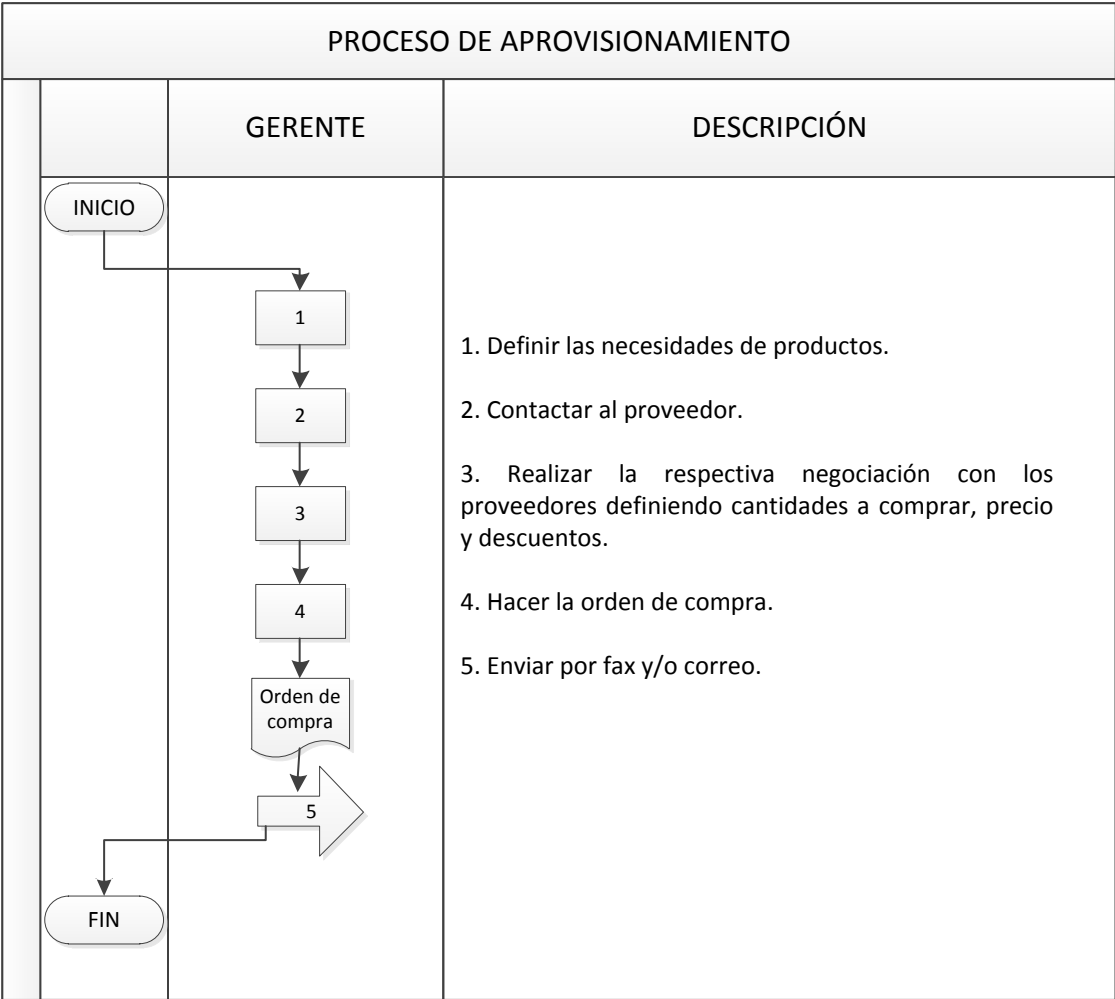 PROCESO DE APROVISIONAMIENTO
GERENTE
DESCRIPCIÓN
INICIO
1
2
3
4
Orden de
compra
5
FIN
1. Definir las necesidades de productos.
2. Contactar al proveedor.
3. Realizar la respectiva negociación con los
proveedores definiendo cantidades a comprar, precio
y descuentos.
4. Hacer la orden de compra.
5. Enviar por fax y/o correo.